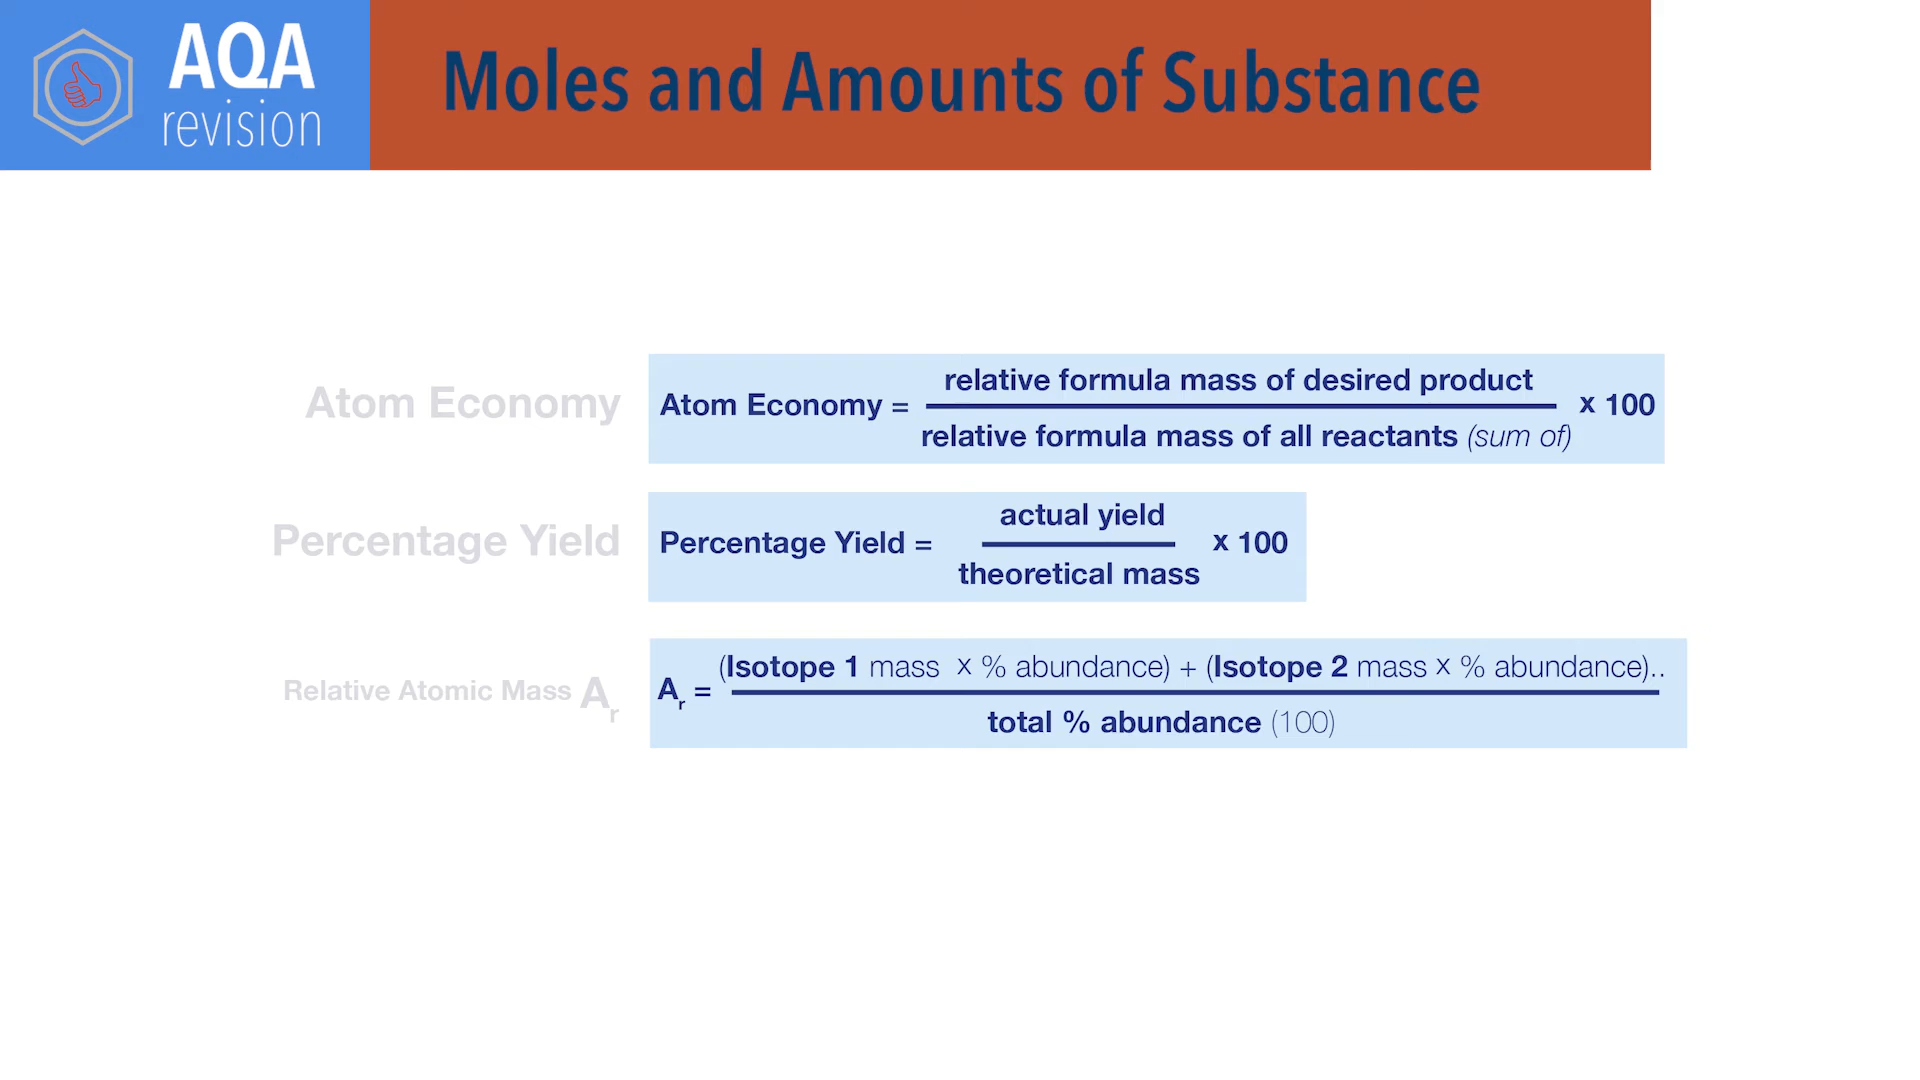 AQA
revision
Moles and Amounts of Substance
Atom Economy
Atom Economy = relative formula mass of desired product x 100
relative formula mass of all reactants (sum of)
Percentage Yield
Percentage Yield = actual yield x 100
theoretical mass
Relative Atomic Mass Ar
Ar = (Isotope 1 mass x % abundance) + (Isotope 2 mass x % abundance)..
total % abundance (100)